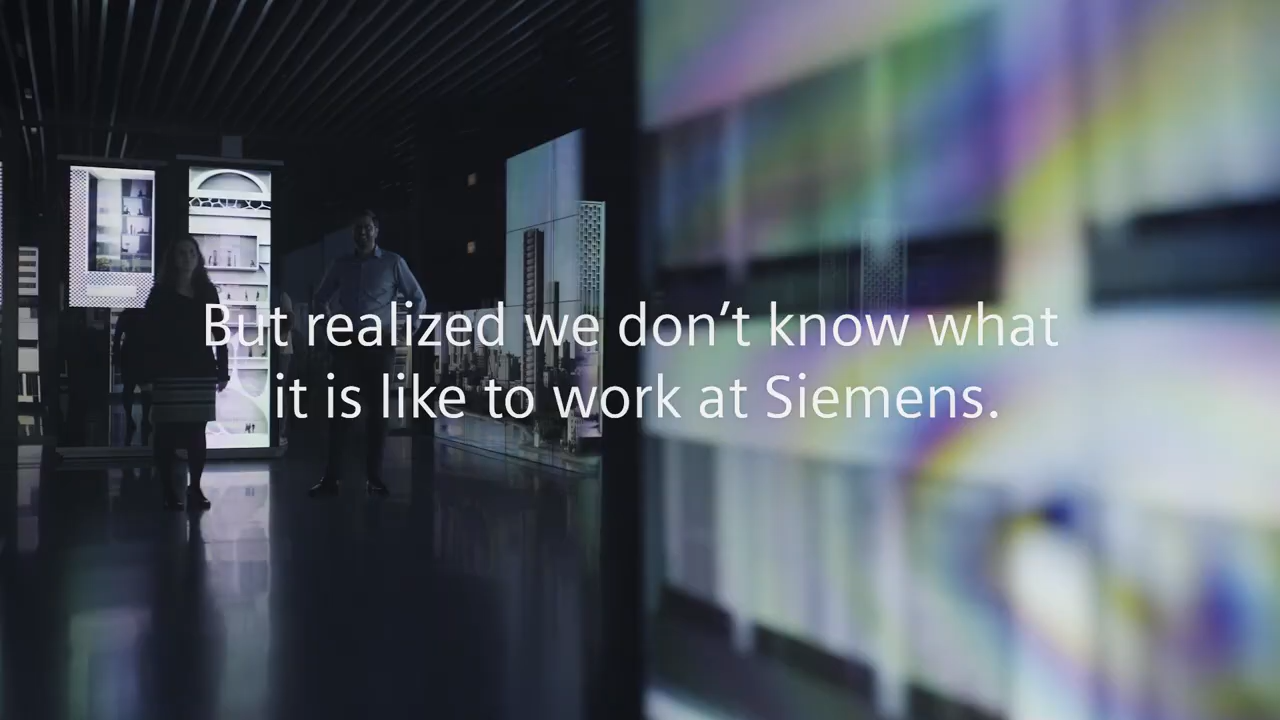 But realized we don’t know what
it is like to work at Siemens.